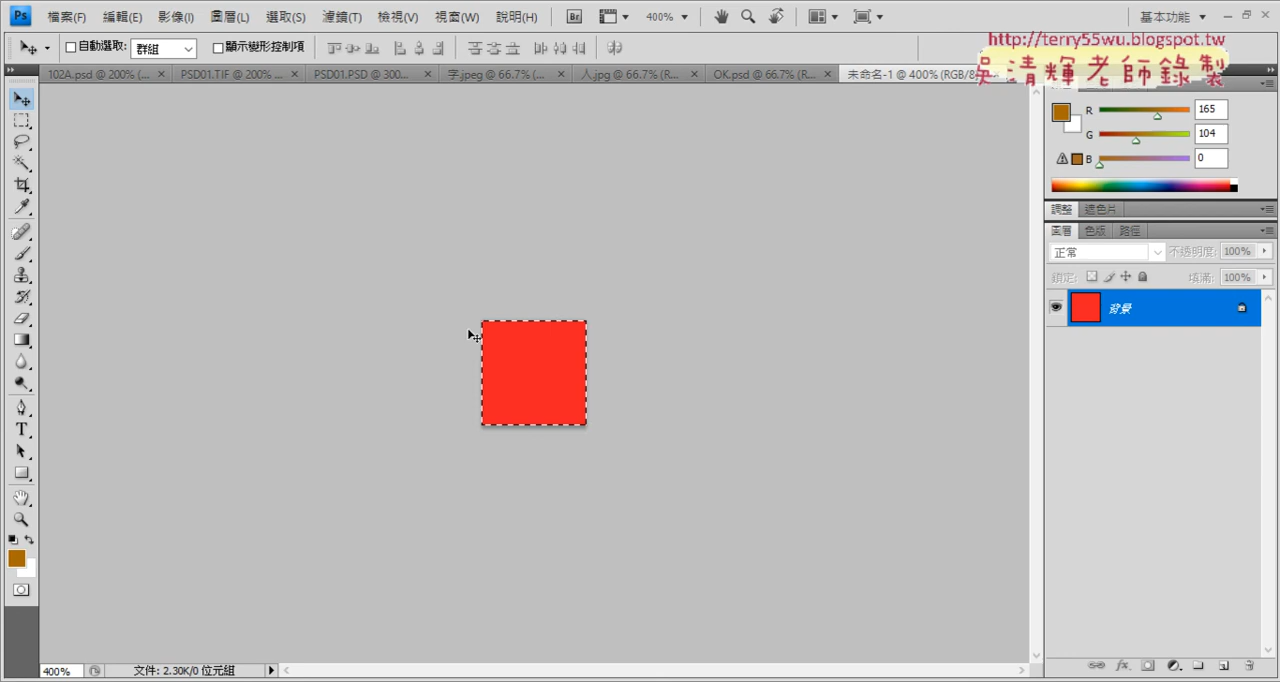 Ps 檔案(F) 編輯(E) 影像(I) 圖層(L) 選取(S) 濾鏡(T) 檢視(V) 視窗(W) 說明(H) Br 400% 基本功能
自動選取: 群組 顯示變形控制項
http://terry55wu.blogspot.tw
吳清輝老師錄製
102A.psd @ 200% (... PSD01.TIF @ 200% ... PSD01.PSD @ 300... 字.jpeg @ 66.7% (... 人.jpg @ 66.7% (R... OK.psd @ 66.7% (R... 未命名-1 @ 400% (RGB/8
R 165
G 104
B 0
調整 遮色片
圖層 色版 路徑
正常 不透明度: 100%
鎖定: 填滿: 100%
背景
T
fx
400% 文件: 2.30K/0 位元組